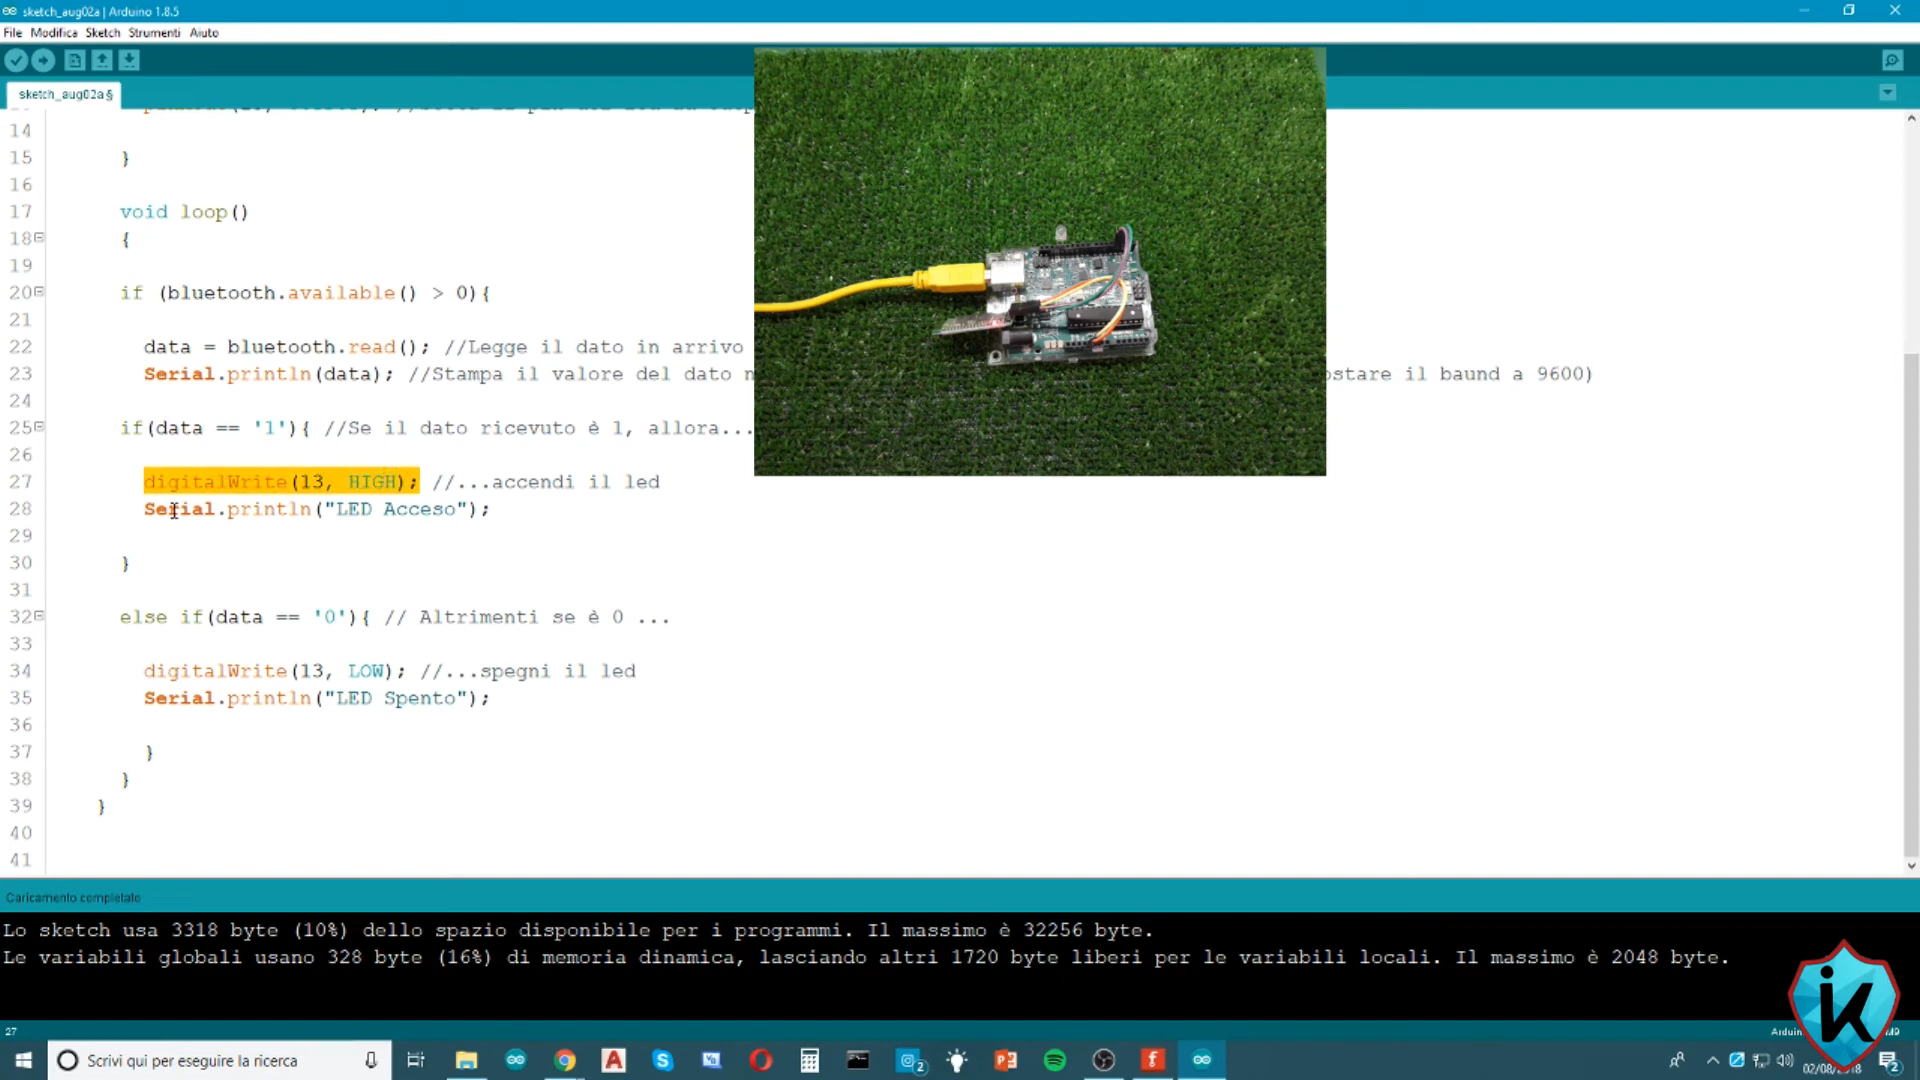 sketch_aug02a | Arduino 1.8.5
File Modifica Sketch Strumenti Aiuto
sketch_aug02a §
14
15 }
16
17 void loop()
18 {
19
20 if (bluetooth.available() > 0){
21
22 data = bluetooth.read(); //Legge il dato in arrivo
23 Serial.println(data); //Stampa il valore del dato ostare il baund a 9600)
24
25 if(data == '1'){ //Se il dato ricevuto è 1, allora...
26
27 digitalWrite(13, HIGH); //...accendi il led
28 Serial.println("LED Acceso");
29
30 }
31
32 else if(data == '0'){ // Altrimenti se è 0 ...
33
34 digitalWrite(13, LOW); //...spegni il led
35 Serial.println("LED Spento");
36
37 }
38 }
39 }
40
41
Caricamento completato
Lo sketch usa 3318 byte (10%) dello spazio disponibile per i programmi. Il massimo è 32256 byte.
Le variabili globali usano 328 byte (16%) di memoria dinamica, lasciando altri 1720 byte liberi per le variabili locali. Il massimo è 2048 byte.
27
iK
Scrivi qui per eseguire la ricerca
2
2